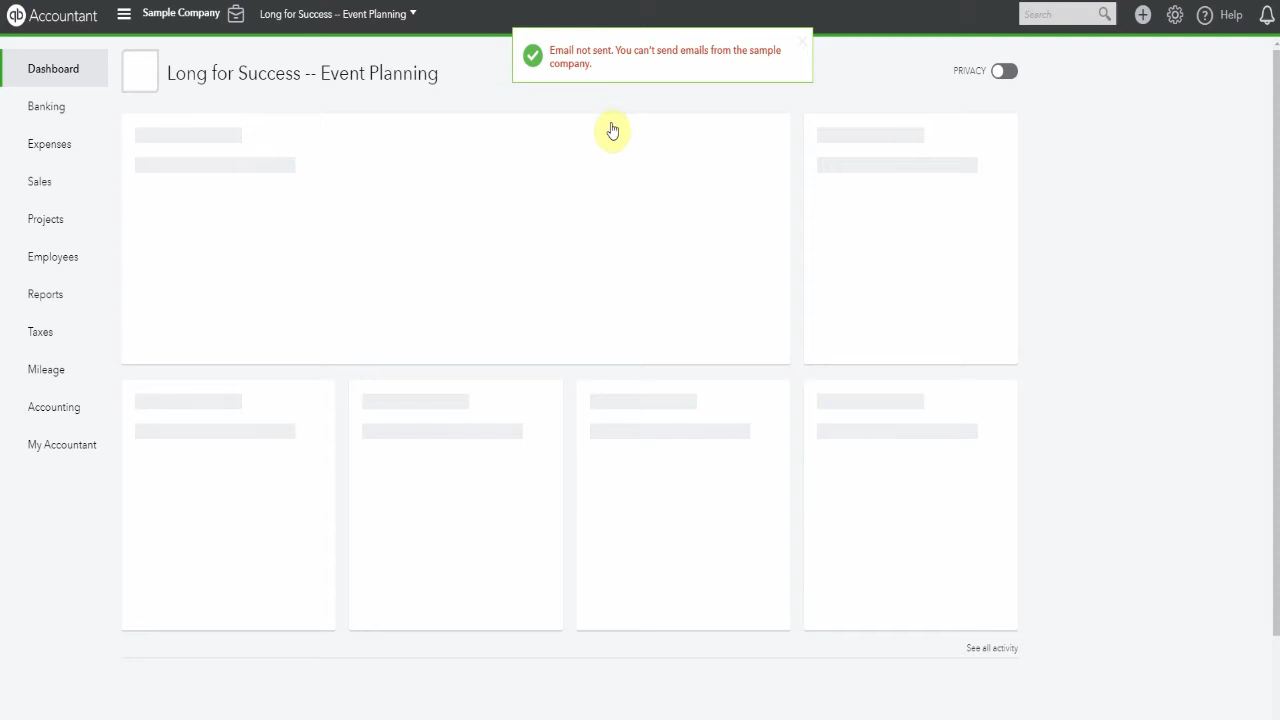 qb Accountant
Sample Company
Long for Success -- Event Planning
Search
Help
Email not sent. You can't send emails from the sample
company.
Dashboard
Long for Success -- Event Planning
PRIVACY
Banking
Expenses
Sales
Projects
Employees
Reports
Taxes
Mileage
Accounting
My Accountant
See all activity